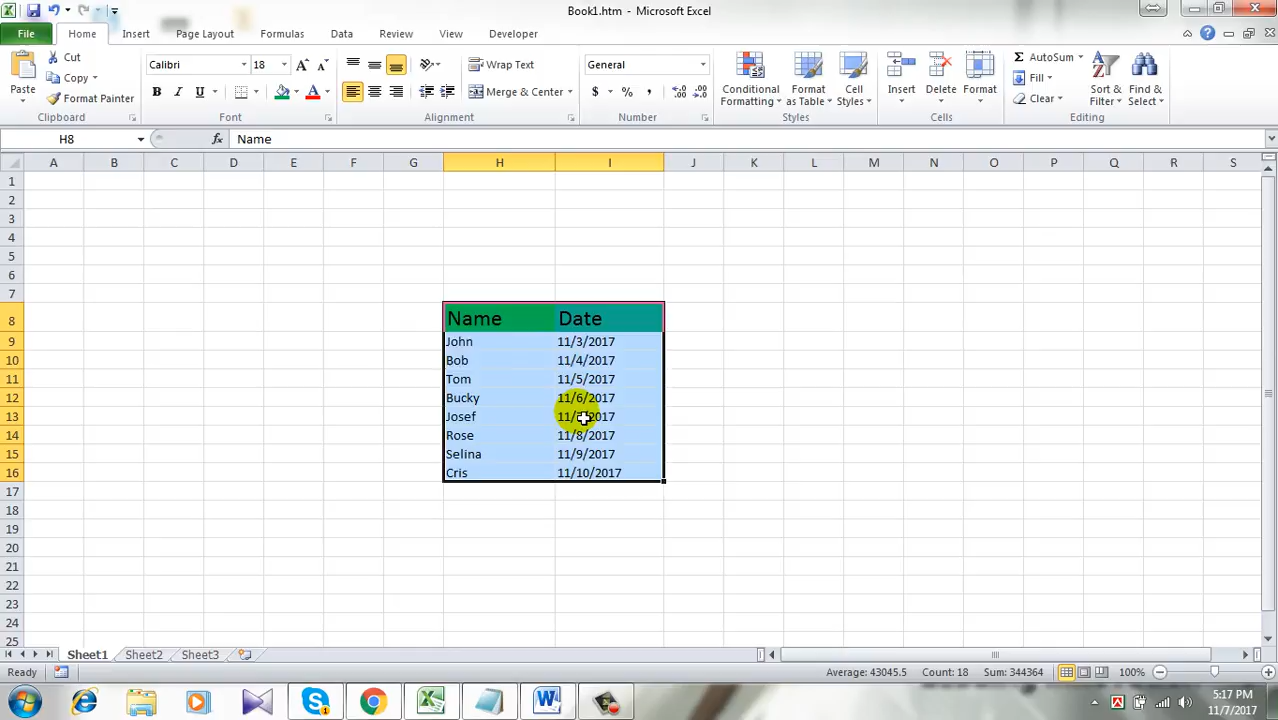 Book1.htm - Microsoft Excel
File Home Insert Page Layout Formulas Data Review View Developer
Paste
Cut
Copy
Format Painter
Clipboard
Calibri 18
B I U A
Font
Wrap Text
Merge & Center
Alignment
General
$ % ,
Number
Conditional Formatting
Format as Table
Cell Styles
Styles
Insert
Delete
Format
Cells
Σ AutoSum
Fill
Clear
Sort & Filter
Find & Select
Editing
H8 fx Name
A B C D E F G H I J K L M N O P Q R S
1
2
3
4
5
6
7
8 Name Date
9 John 11/3/2017
10 Bob 11/4/2017
11 Tom 11/5/2017
12 Bucky 11/6/2017
13 Josef 11/7/2017
14 Rose 11/8/2017
15 Selina 11/9/2017
16 Cris 11/10/2017
17
18
19
20
21
22
23
24
25
Sheet1 Sheet2 Sheet3
Ready Average: 43045.5 Count: 18 Sum: 344364 100%
5:17 PM
11/7/2017